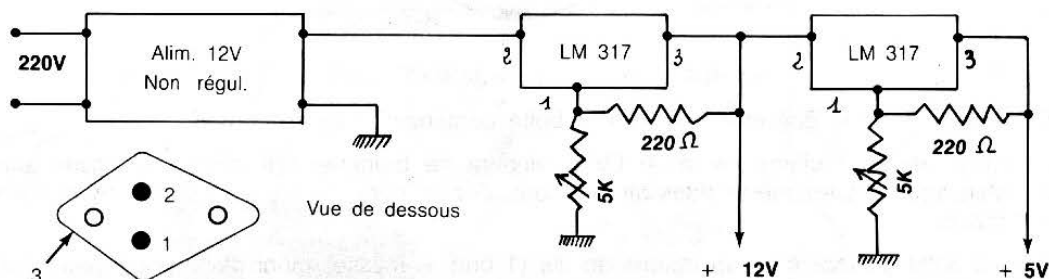 220V
Alim. 12V
Non régul.
2
LM 317
3
1
220 Ω
5K
+ 12V
2
LM 317
3
1
220 Ω
5K
+ 5V
2
1
3
Vue de dessous